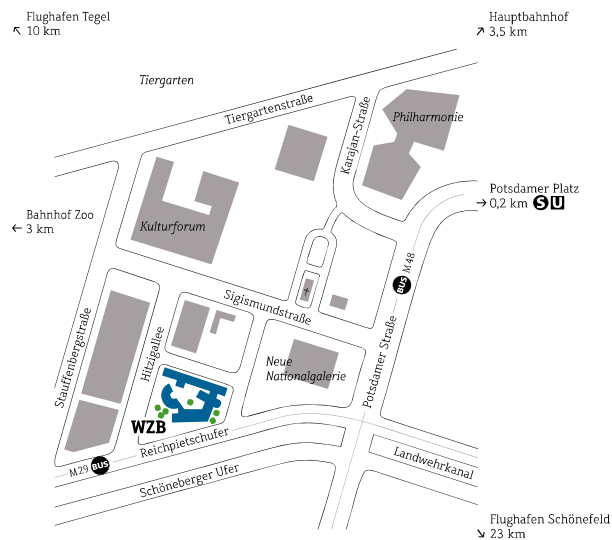 Flughafen Tegel
↖ 10 km
Hauptbahnhof
↗ 3,5 km
Tiergarten
Tiergartenstraße
Karajan-Straße
Philharmonie
Potsdamer Platz
→ 0,2 km S U
Bahnhof Zoo
← 3 km
Kulturforum
BUS M48
Sigismundstraße
Stauffenbergstraße
Hitzigallee
Neue
Nationalgalerie
Potsdamer Straße
WZB
Reichpietschufer
M29 BUS
Landwehrkanal
Schöneberger Ufer
Flughafen Schönefeld
↘ 23 km